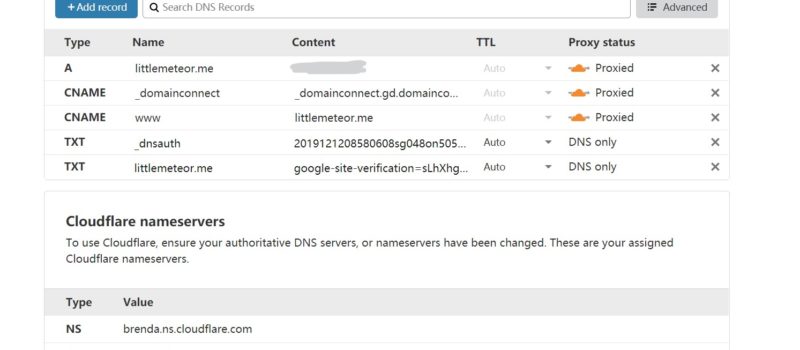 +Add record Search DNS Records Advanced
Type Name Content TTL Proxy status
A littlemeteor.me Auto Proxied
CNAME _domainconnect _domainconnect.gd.domainco... Auto Proxied
CNAME www littlemeteor.me Auto Proxied
TXT _dnsauth 2019121208580608sg048on505... Auto DNS only
TXT littlemeteor.me google-site-verification=sLhXhg... Auto DNS only
Cloudflare nameservers
To use Cloudflare, ensure your authoritative DNS servers, or nameservers have been changed. These are your assigned
Cloudflare nameservers.
Type Value
NS brenda.ns.cloudflare.com